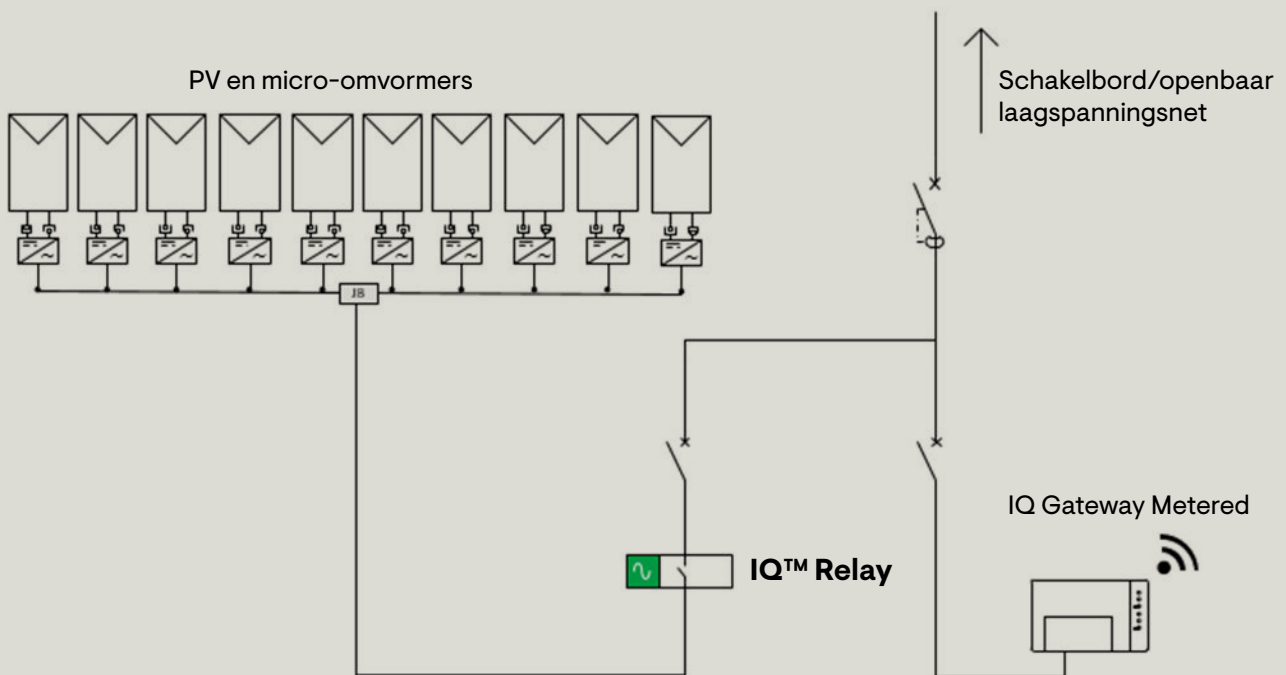 PV en micro-omvormers
Schakelbord/openbaar
laagspanningsnet
JB
IQ Gateway Metered
IQ™ Relay